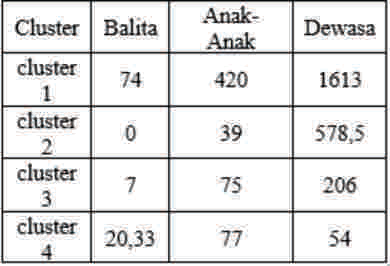 Cluster Balita Anak-Anak Dewasa
cluster 1 74 420 1613
cluster 2 0 39 578,5
cluster 3 7 75 206
cluster 4 20,33 77 54